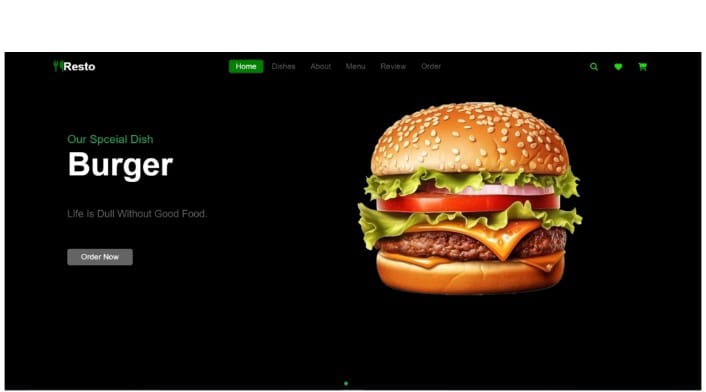 Resto
Home Dishes About Menu Review Order
Our Spceial Dish
Burger
Life Is Dull Without Good Food.
Order Now